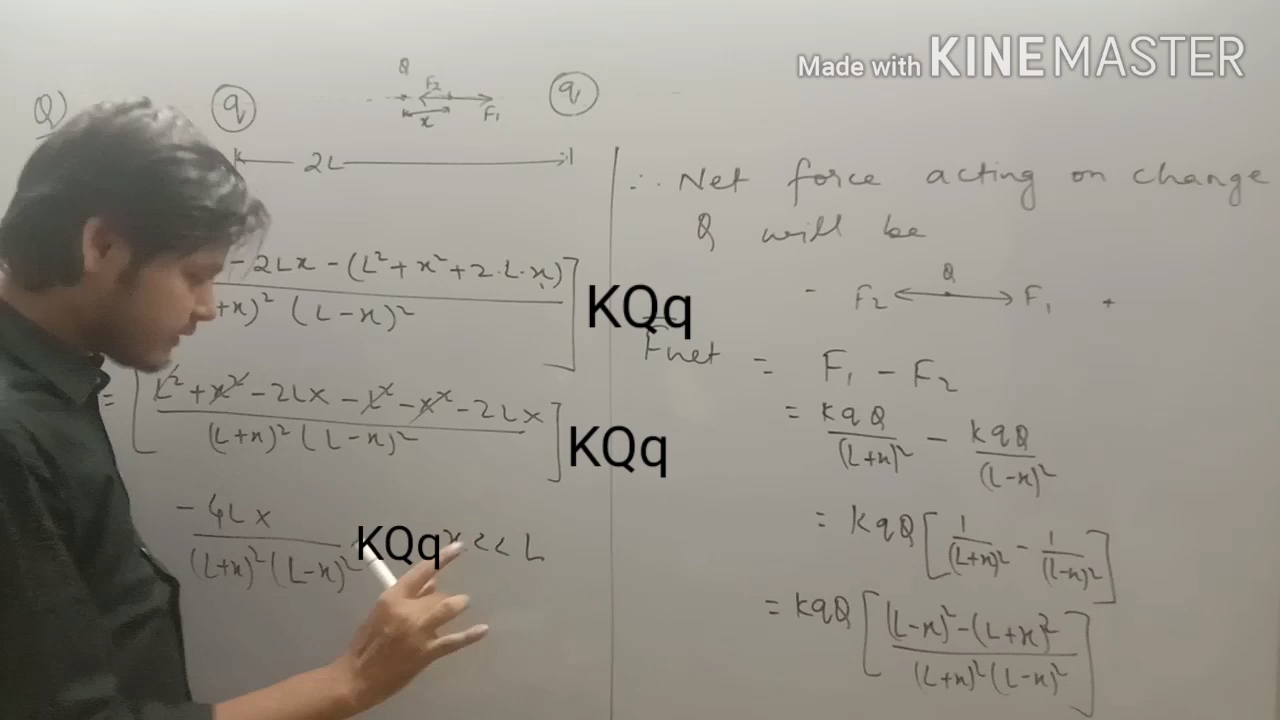 Made with KINEMASTER
Q)
q Q F2 F1 x q
2L
- 2Lx - (L² + x² + 2·L·x)]
+x)² (L-x)² KQq
= [L² + x² - 2Lx - L² - x² - 2Lx]
(L+x)² (L-x)² KQq
- 4Lx
(L+x)² (L-x)² KQq x << L
∴ Net force acting on change
Q will be
- F2 Q F1 +
Fnet = F1 - F2
= kqQ/(L+x)² - kqQ/(L-x)²
= kqQ [1/(L+x)² - 1/(L-x)²]
= kqQ [(L-x)² - (L+x)²
(L+x)² (L-x)²]